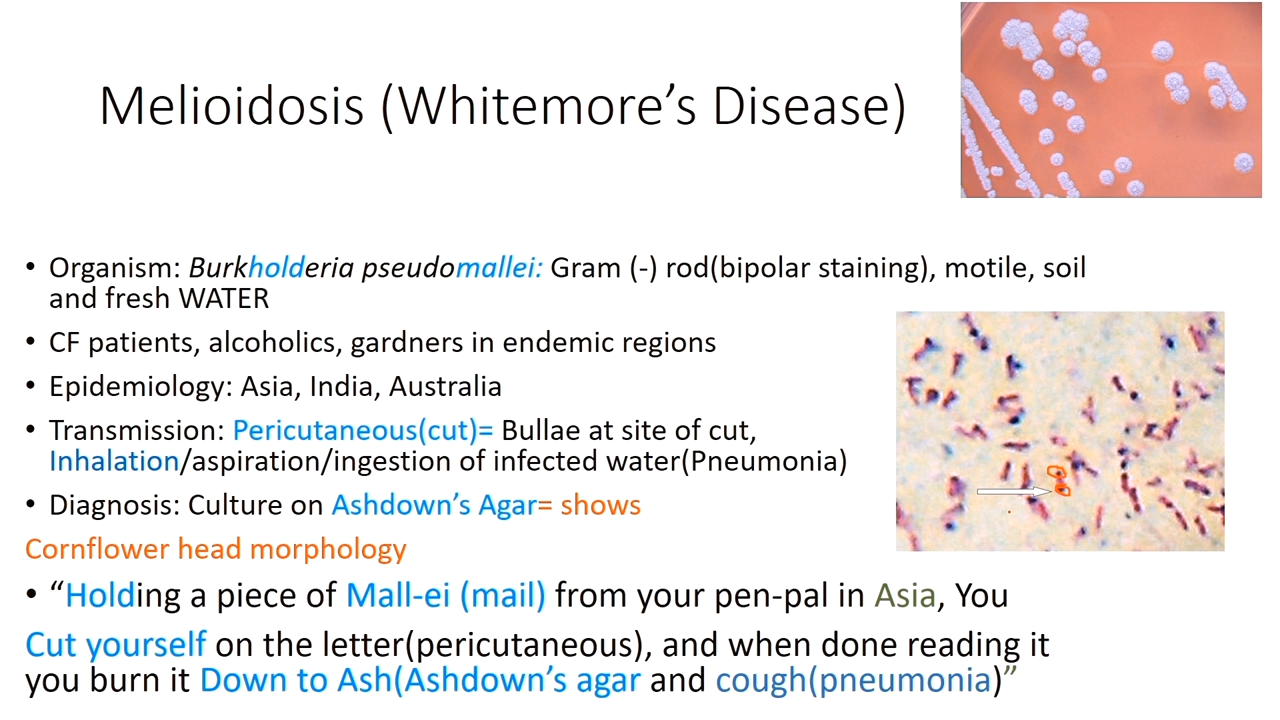 Melioidosis (Whitemore’s Disease)
• Organism: Burkholderia pseudomallei: Gram (-) rod(bipolar staining), motile, soil
and fresh WATER
• CF patients, alcoholics, gardners in endemic regions
• Epidemiology: Asia, India, Australia
• Transmission: Pericutaneous(cut)= Bullae at site of cut,
Inhalation/aspiration/ingestion of infected water(Pneumonia)
• Diagnosis: Culture on Ashdown’s Agar= shows
Cornflower head morphology
• “Holding a piece of Mall-ei (mail) from your pen-pal in Asia, You
Cut yourself on the letter(pericutaneous), and when done reading it
you burn it Down to Ash(Ashdown’s agar and cough(pneumonia)”